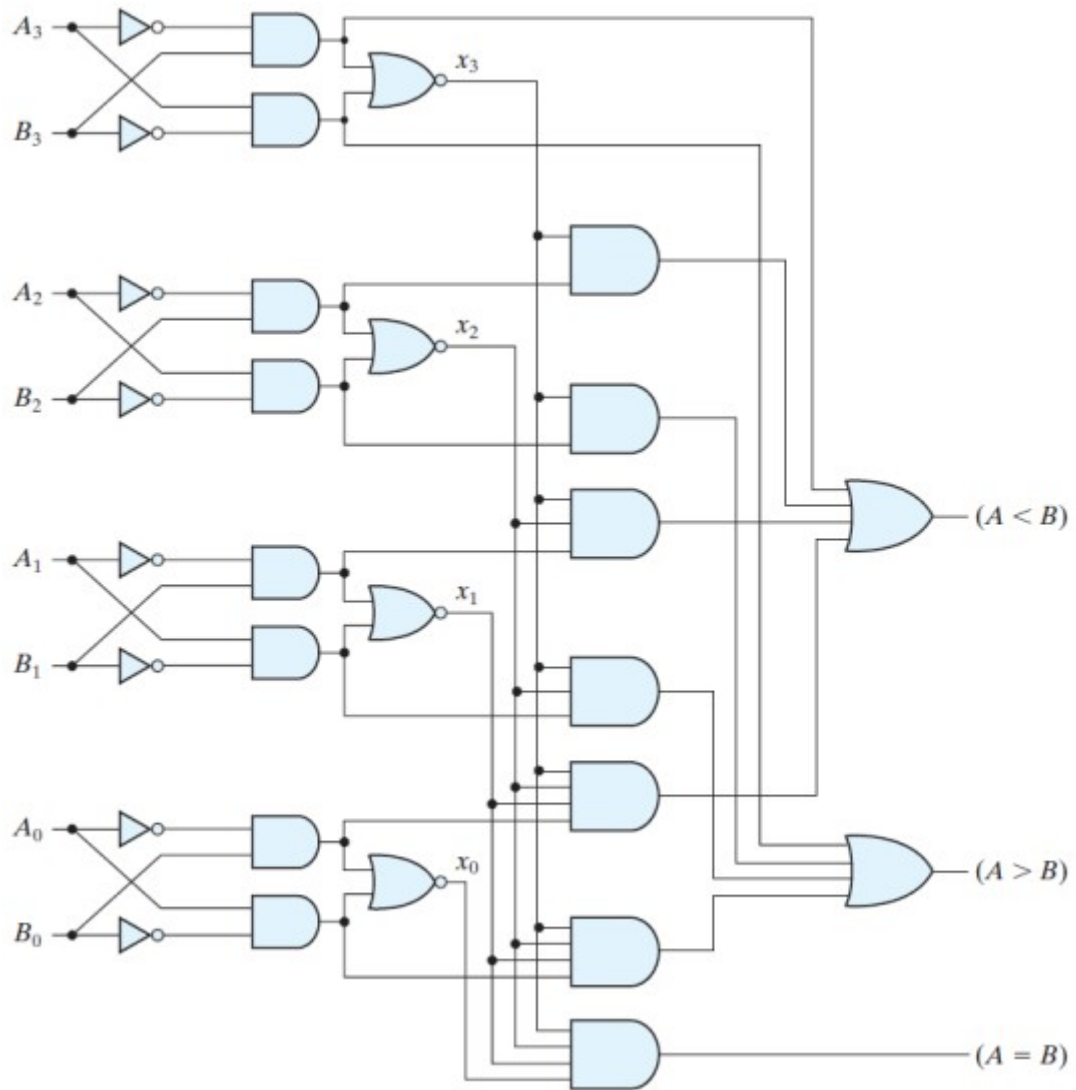 A₃
x₃
B₃
A₂
x₂
B₂
(A < B)
A₁
x₁
B₁
A₀
x₀
(A > B)
B₀
(A = B)